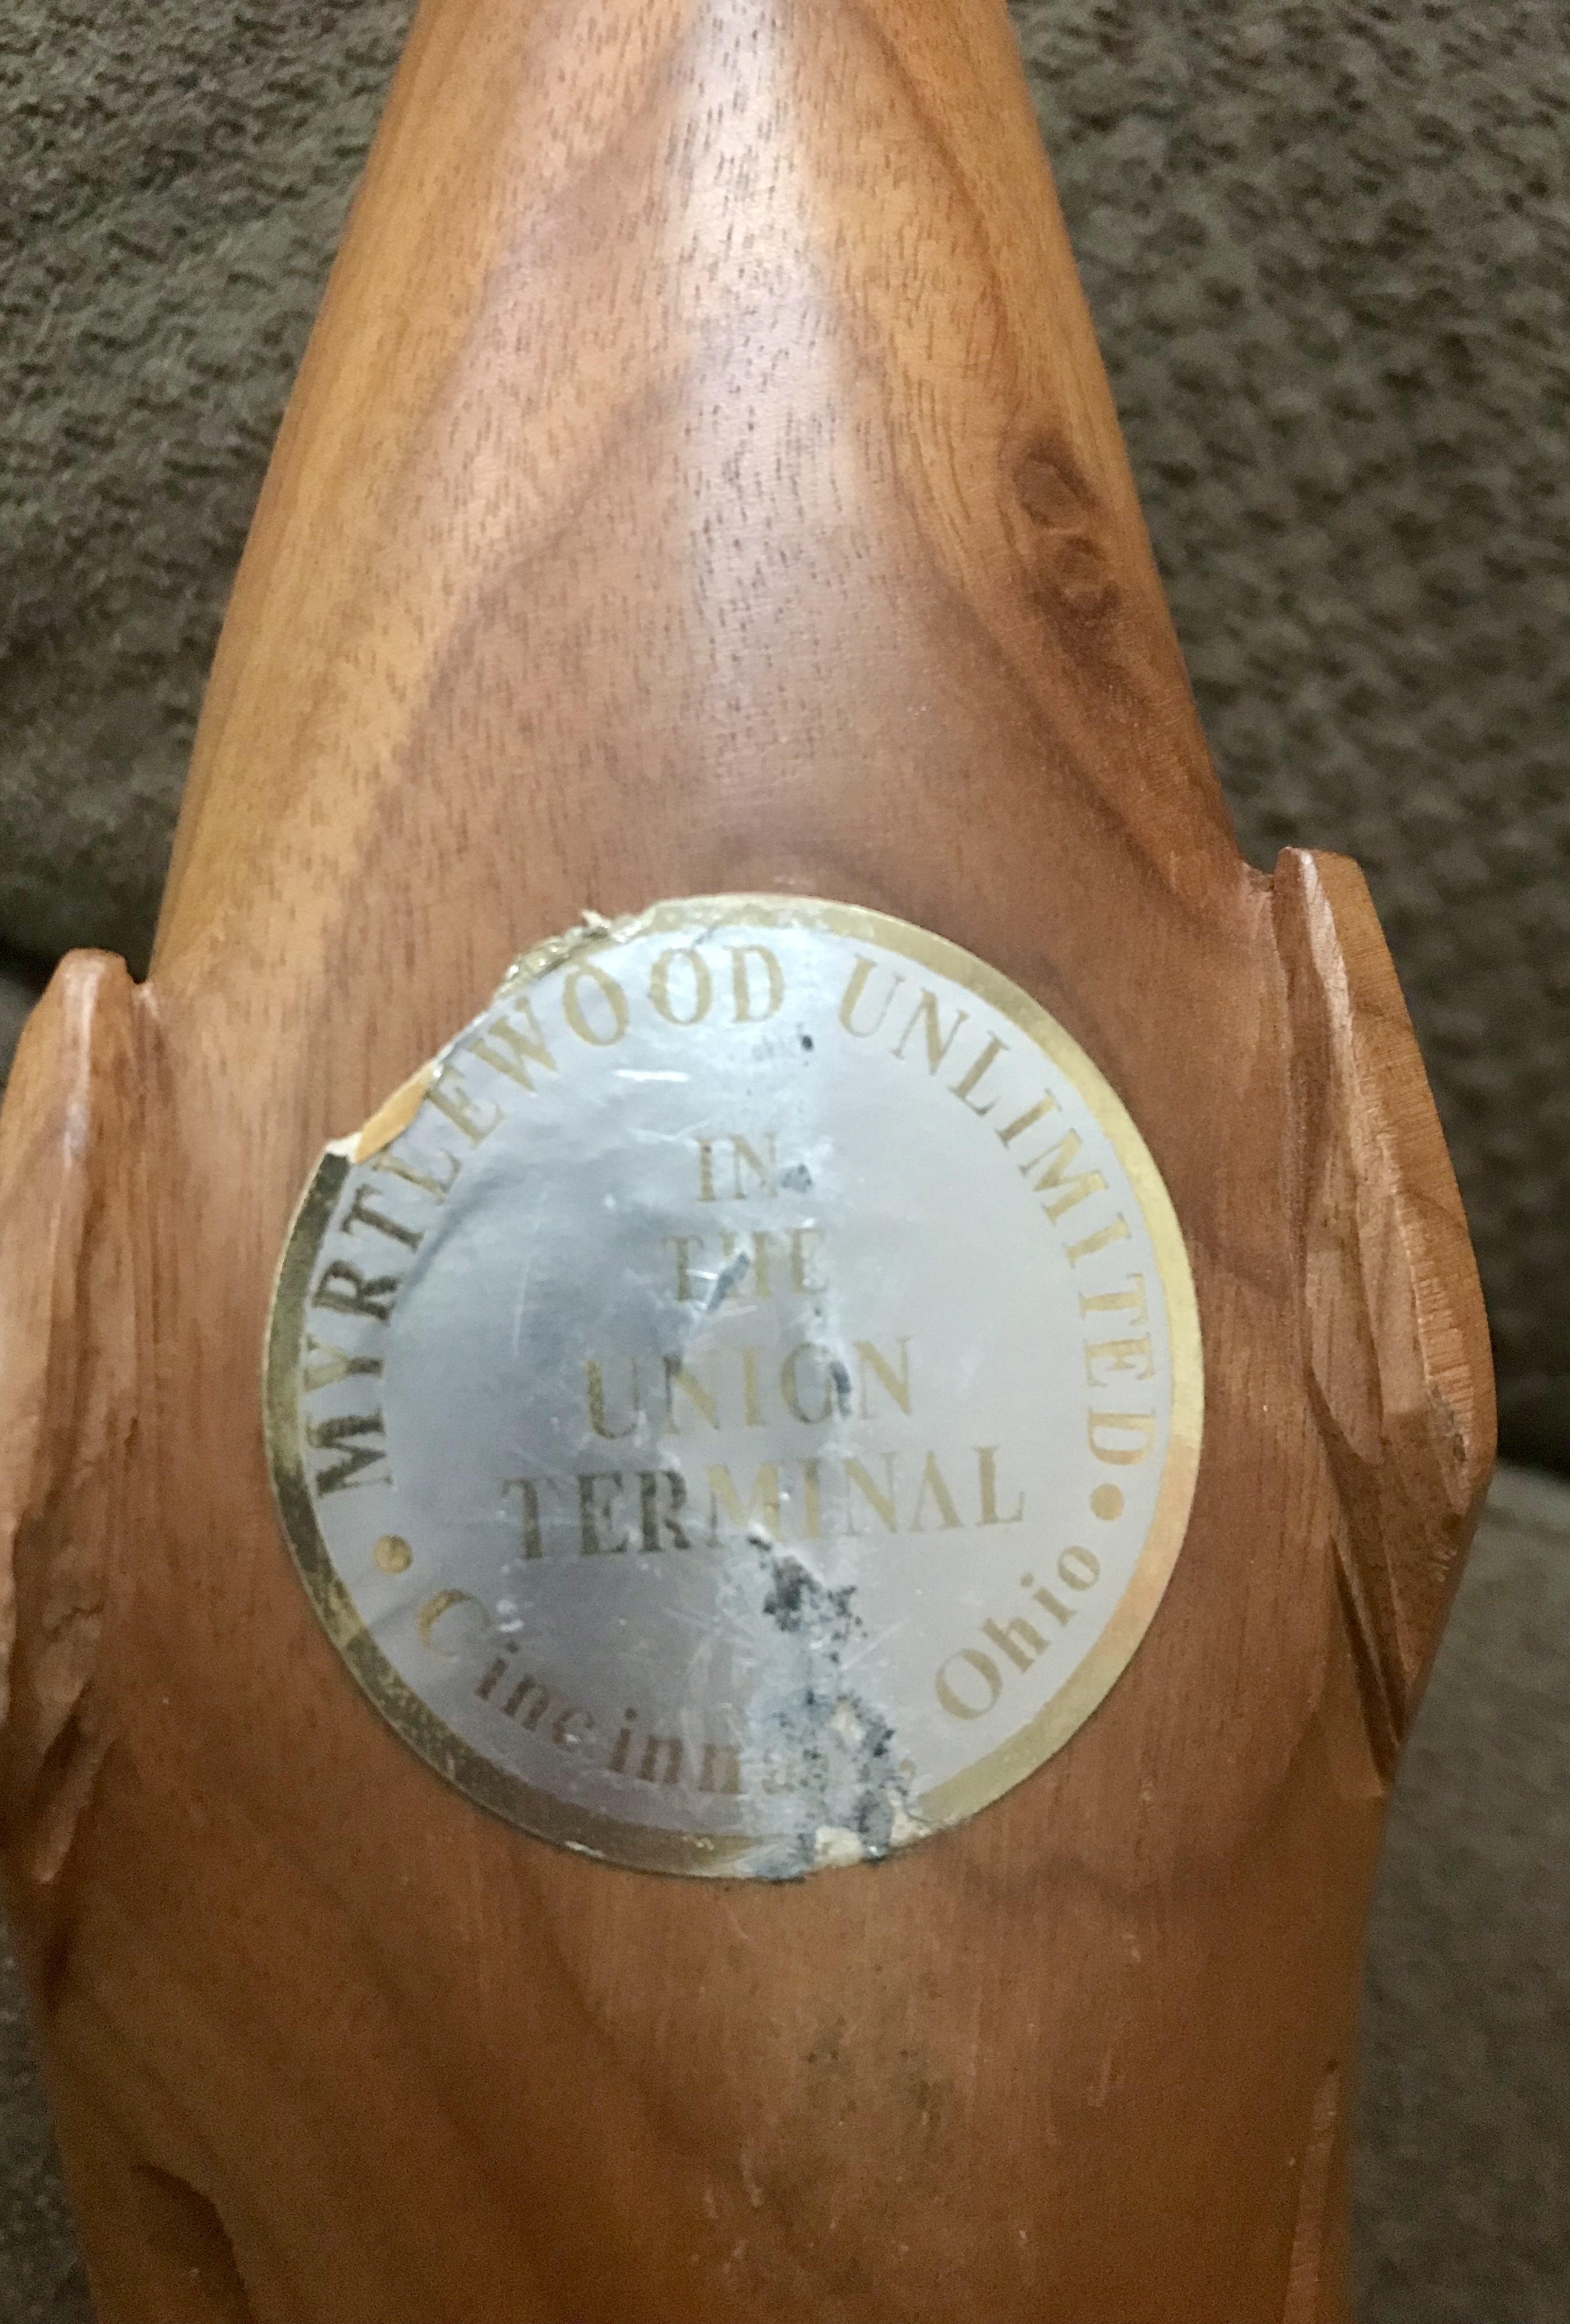 MYRTLEWOOD UNLIMITED
IN
THE
UNION
TERMINAL
Ohio